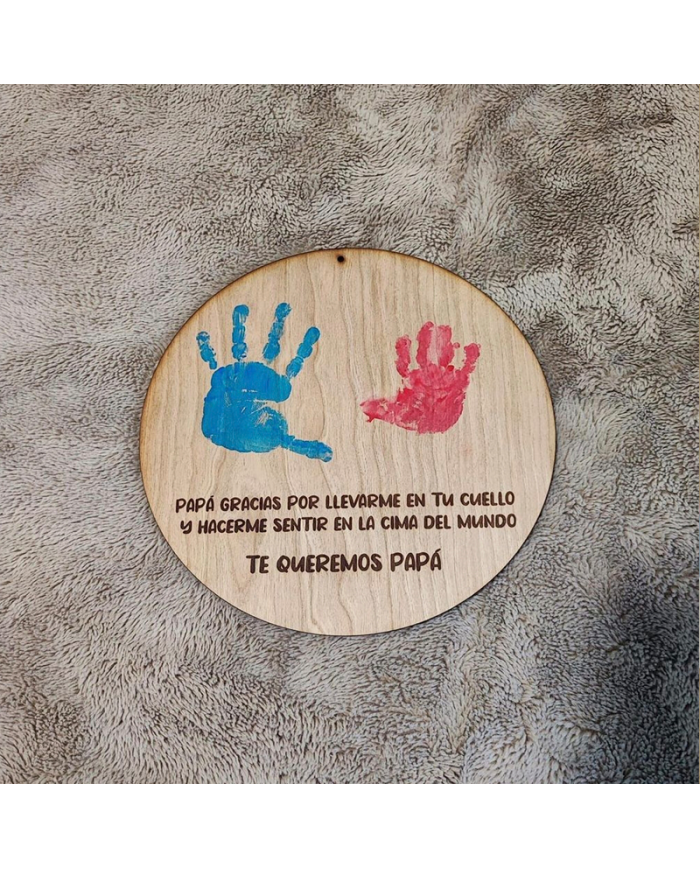 PAPÁ GRACIAS POR LLEVARME EN TU CUELLO
Y HACERME SENTIR EN LA CIMA DEL MUNDO
TE QUEREMOS PAPÁ